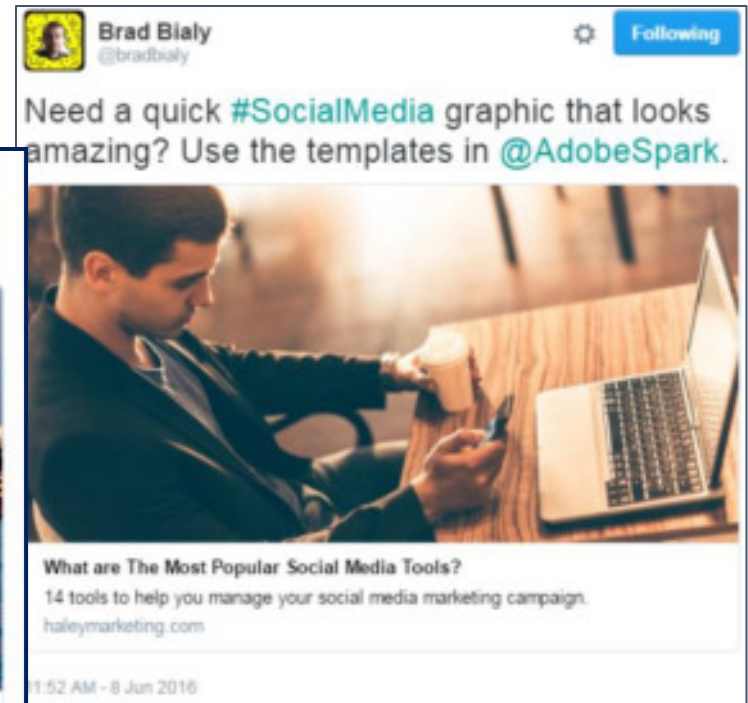 Brad Bialy
@bradbialy
Following
Need a quick #SocialMedia graphic that looks
amazing? Use the templates in @AdobeSpark.
What are The Most Popular Social Media Tools?
14 tools to help you manage your social media marketing campaign.
haleymarketing.com
1:52 AM - 8 Jun 2016